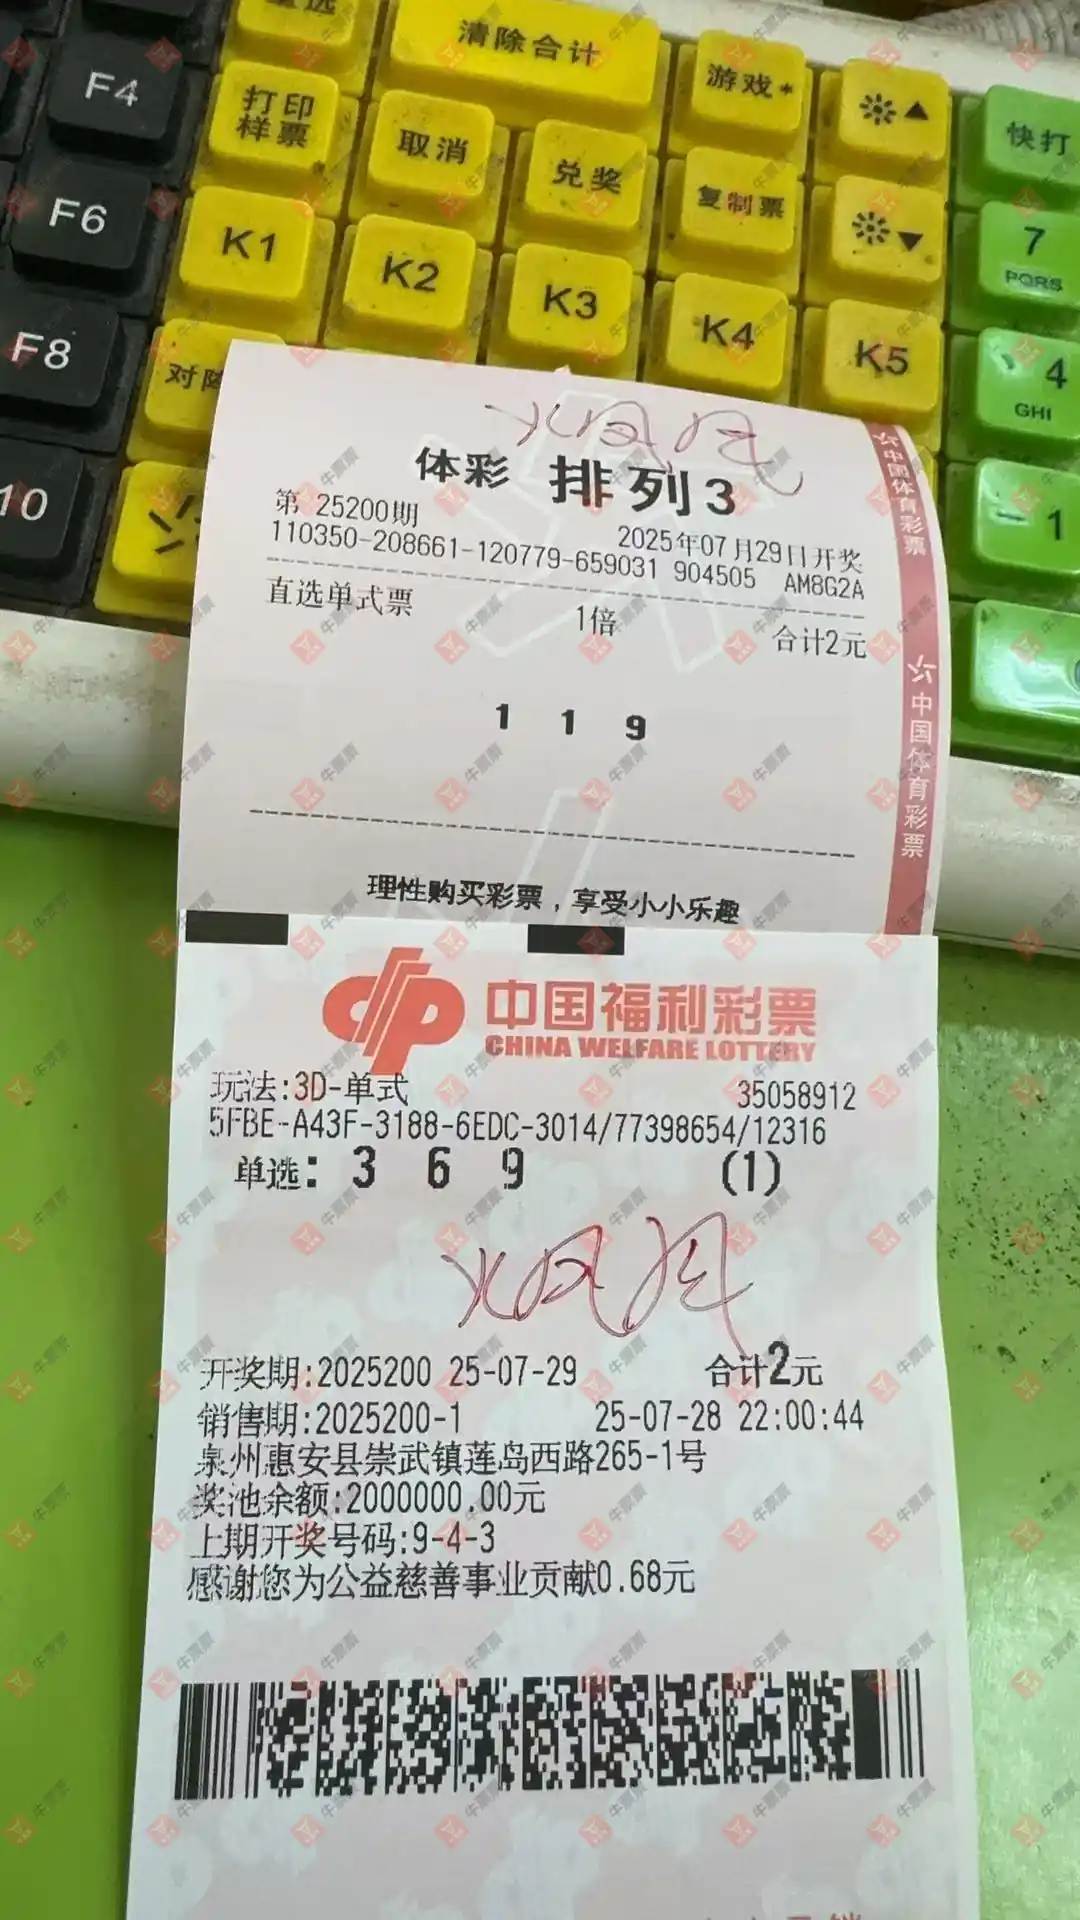 清除合计
游戏+
F4
打印
样票
取消
兑奖
复制票
快打
F6
K1
K2
K3
K4
K5
7
PQRS
F8
4
GHI
10
1
体彩 排列3
第 25200期
2025年07月29日开奖
110350-208661-120779-659031 904505 AM8G2A
直选单式票 1倍 合计2元
1 1 9
理性购买彩票，享受小小乐趣
中国体育彩票
中国体育彩票
中国福利彩票
CHINA WELFARE LOTTERY
玩法:3D-单式 35058912
5FBE-A43F-3188-6EDC-3014/77398654/12316
单选: 3 6 9 (1)
开奖期:2025200 25-07-29 合计2元
销售期:2025200-1 25-07-28 22:00:44
泉州惠安县崇武镇莲岛西路265-1号
奖池余额:2000000.00元
上期开奖号码:9-4-3
感谢您为公益慈善事业贡献0.68元
牛票票